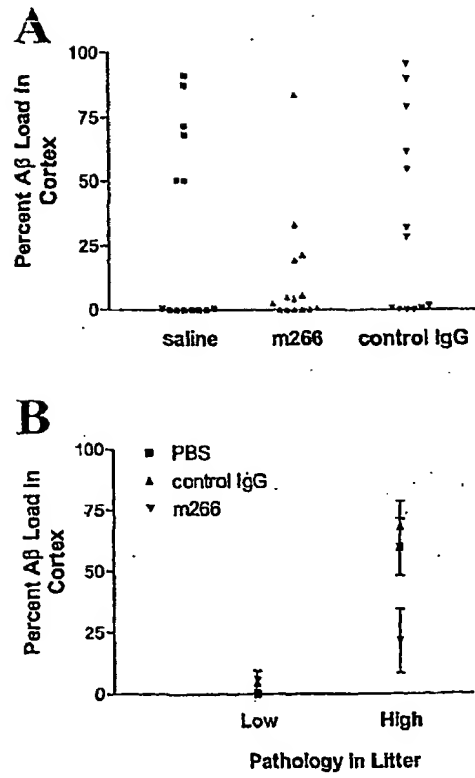 A
Percent Aβ Load in
Cortex
100
75
50
25
0
saline m266 control IgG
B
Percent Aβ Load in
Cortex
100
75
50
25
0
PBS
control IgG
m266
Low High
Pathology in Litter